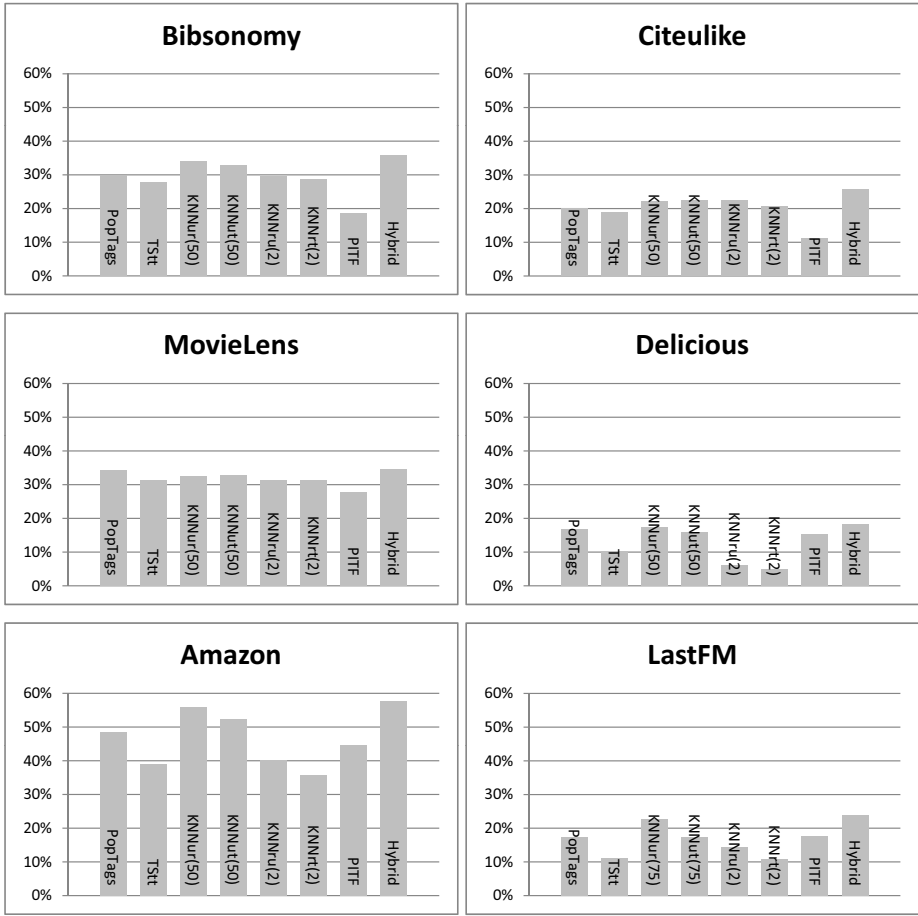 Bibsonomy
60%
50%
40%
30%
20%
10%
0%
PopTags
TStt
KNNur(50)
KNNut(50)
KNNru(2)
KNNrt(2)
PITF
Hybrid
Citeulike
60%
50%
40%
30%
20%
10%
0%
PopTags
TStt
KNNur(50)
KNNut(50)
KNNru(2)
KNNrt(2)
PITF
Hybrid
MovieLens
60%
50%
40%
30%
20%
10%
0%
PopTags
TStt
KNNur(50)
KNNut(50)
KNNru(2)
KNNrt(2)
PITF
Hybrid
Delicious
60%
50%
40%
30%
20%
10%
0%
PopTags
TStt
KNNur(50)
KNNut(50)
KNNru(2)
KNNrt(2)
PITF
Hybrid
Amazon
60%
50%
40%
30%
20%
10%
0%
PopTags
TStt
KNNur(50)
KNNut(50)
KNNru(2)
KNNrt(2)
PITF
Hybrid
LastFM
60%
50%
40%
30%
20%
10%
0%
PopTags
TStt
KNNur(75)
KNNut(75)
KNNru(2)
KNNrt(2)
PITF
Hybrid